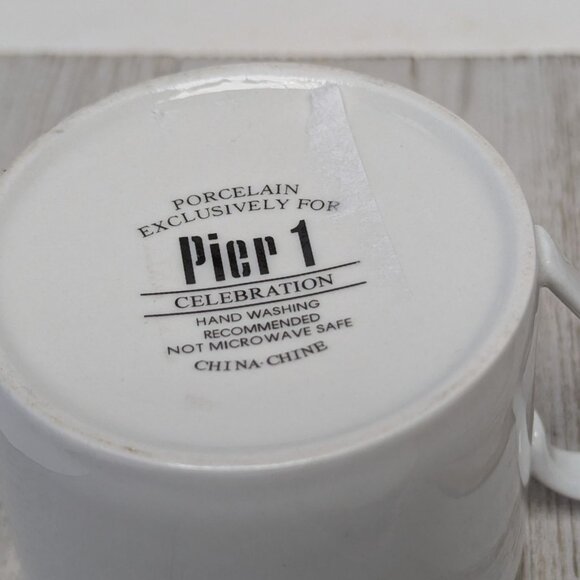 PORCELAIN
EXCLUSIVELY FOR
Pier 1
CELEBRATION
HAND WASHING
RECOMMENDED
NOT MICROWAVE SAFE
CHINA-CHINE